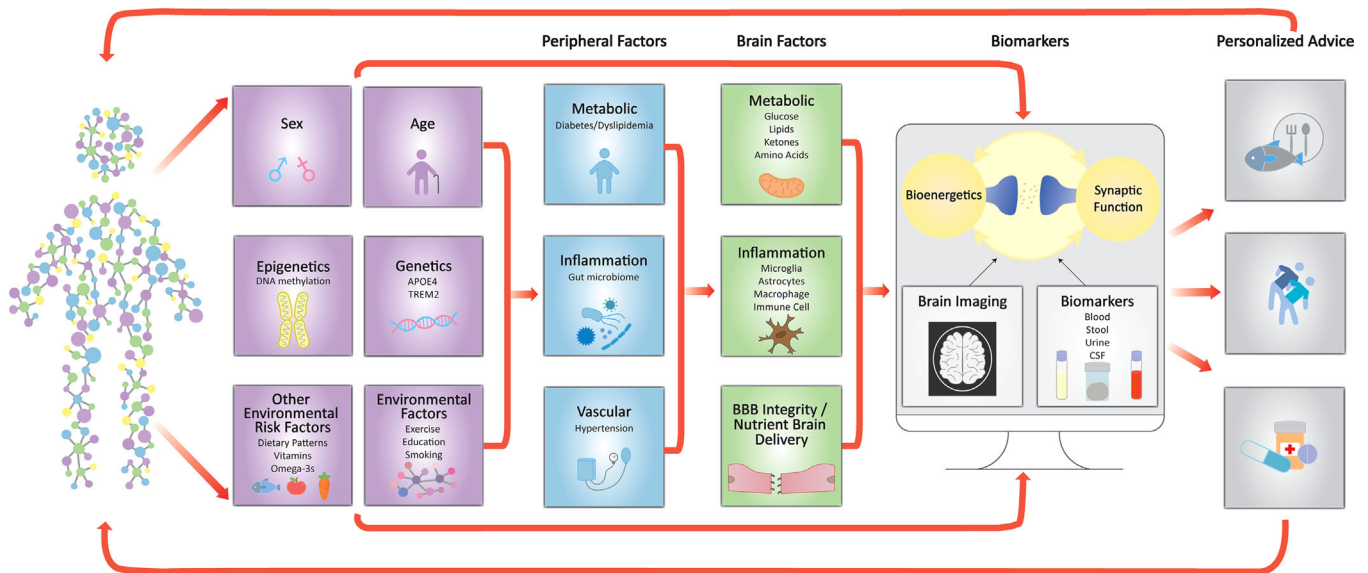 Peripheral Factors
Brain Factors
Biomarkers
Personalized Advice
Sex
Age
Epigenetics
DNA methylation
Genetics
APOE4
TREM2
Other
Environmental
Risk Factors
Dietary Patterns
Vitamins
Omega-3s
Environmental
Factors
Exercise
Education
Smoking
Metabolic
Diabetes/Dyslipidemia
Inflammation
Gut microbiome
Vascular
Hypertension
Metabolic
Glucose
Lipids
Ketones
Amino Acids
Inflammation
Microglia
Astrocytes
Macrophage
Immune Cell
BBB Integrity /
Nutrient Brain
Delivery
Bioenergetics
Synaptic
Function
Brain Imaging
Biomarkers
Blood
Stool
Urine
CSF